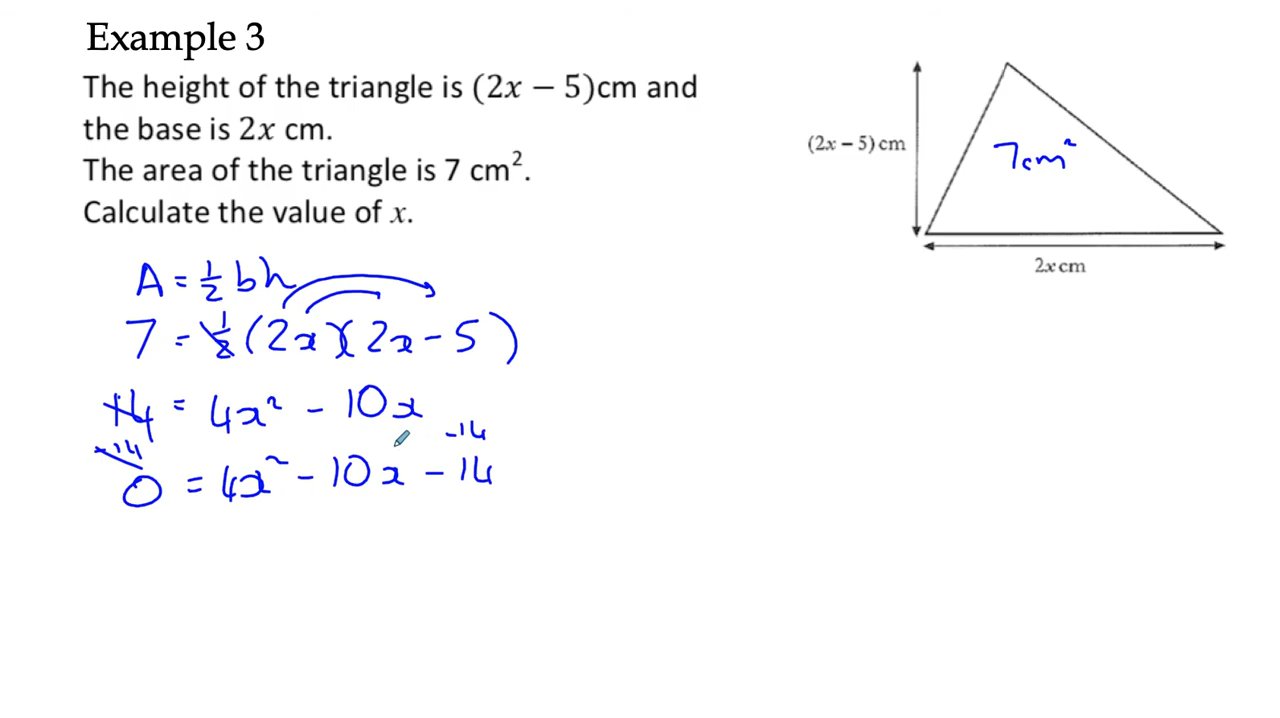 Example 3
The height of the triangle is (2x − 5)cm and
the base is 2x cm.
The area of the triangle is 7 cm².
Calculate the value of x.
(2x – 5) cm
7cm²
2x cm
A = 1/2 bh
7 = 1/2 (2x)(2x - 5)
14 = 4x² - 10x
-14 -14
0 = 4x² - 10x - 14